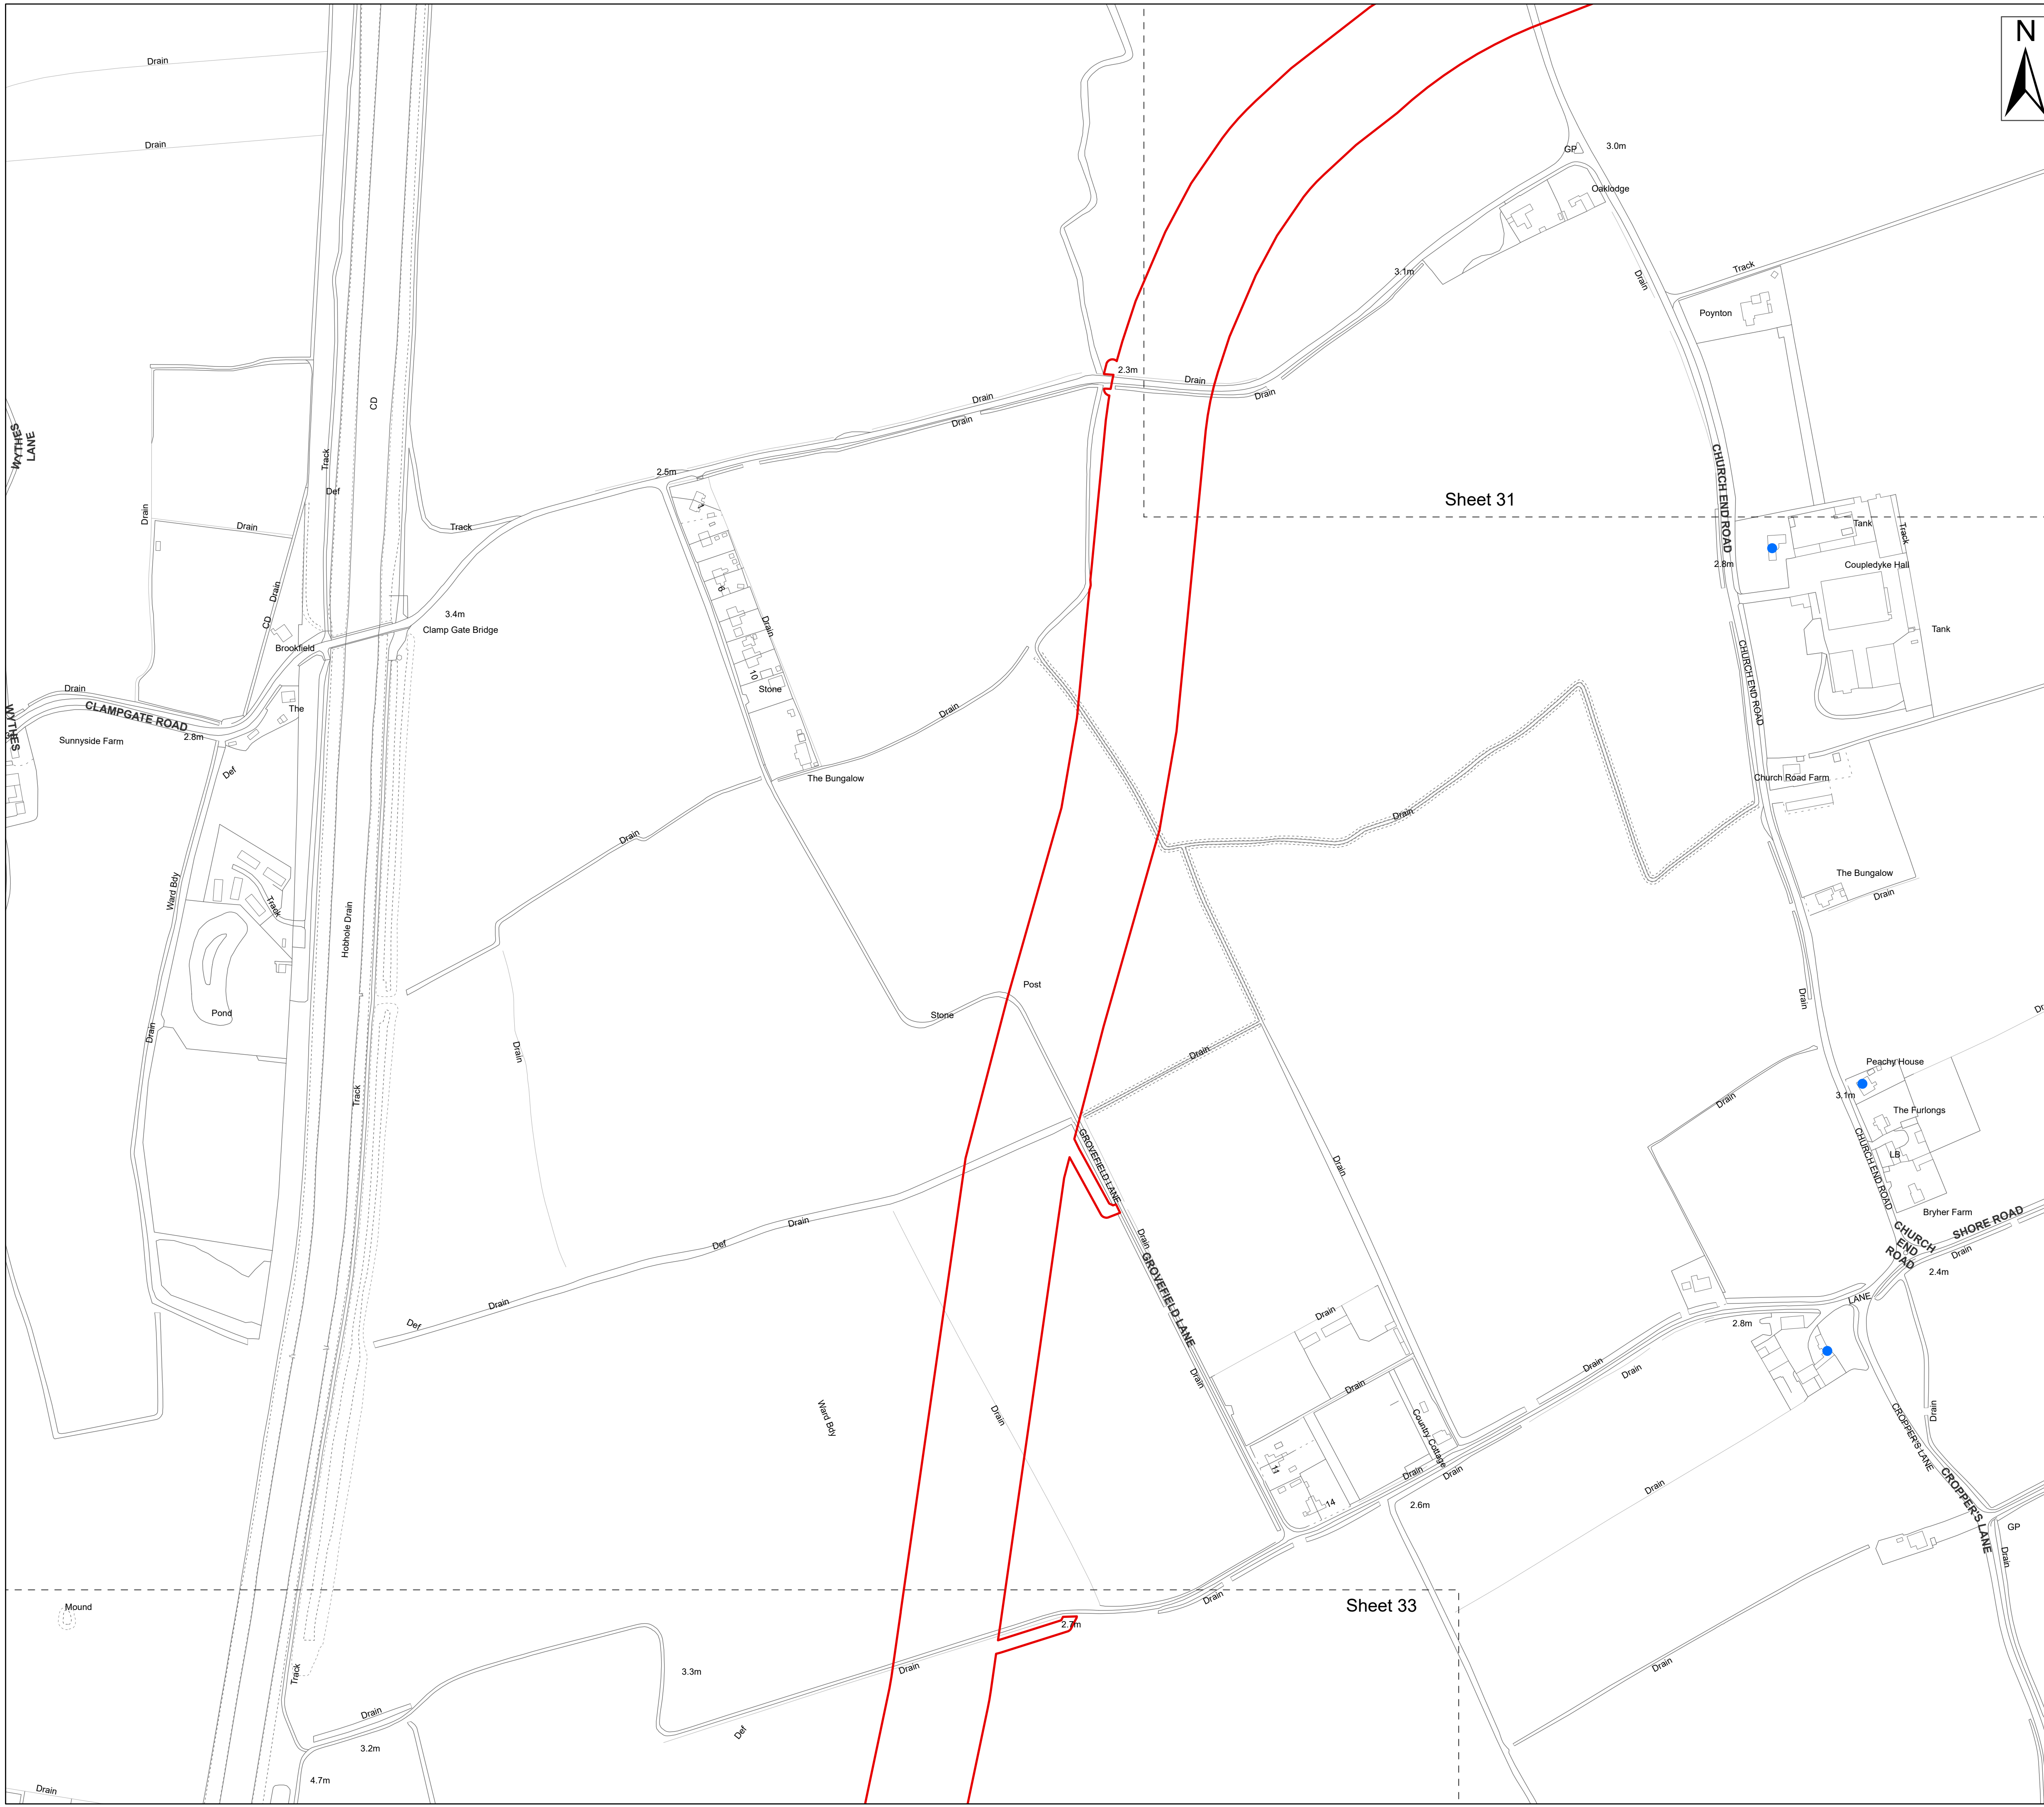 N
Drain
Drain
GP
3.0m
Oaklodge
Track
3.1m
Drain
Poynton
2.3m
Drain
Drain
Drain
Drain
CD
WYTHES
LANE
Track
Def
2.5m
Sheet 31
CHURCH END ROAD
Drain
Drain
Track
Tank
Track
2.8m
Coupledyke Hall
6
Drain
CD
Drain
3.4m
Clamp Gate Bridge
Brookfield
Tank
CHURCH END ROAD
10
Stone
Drain
WYTHES
Drain
CLAMPGATE ROAD
The
Sunnyside Farm
2.8m
Def
The Bungalow
Church Road Farm
Drain
Drain
Ward Bdy
Track
Hobhole Drain
The Bungalow
Drain
Post
Drain
Pond
Stone
Drain
Drain
Drain
Track
Peachy House
3.1m
Drain
The Furlongs
CHURCH END ROAD
LB
GROVEFIELD LANE
Drain
Bryher Farm
Drain
Def
Drain
SHORE ROAD
CHURCH
END
ROAD
Drain
2.4m
GROVEFIELD LANE
LANE
Drain
Def
Drain
2.8m
Drain
Drain
Drain
Drain
Ward Bdy
Drain
Country Cottage
CROPPER'S LANE
Drain
11
Drain
Drain
14
2.6m
Drain
CROPPER'S LANE
GP
Drain
Mound
Drain
Sheet 33
2.7m
Drain
3.3m
Drain
Track
Drain
Def
3.2m
4.7m
Drain